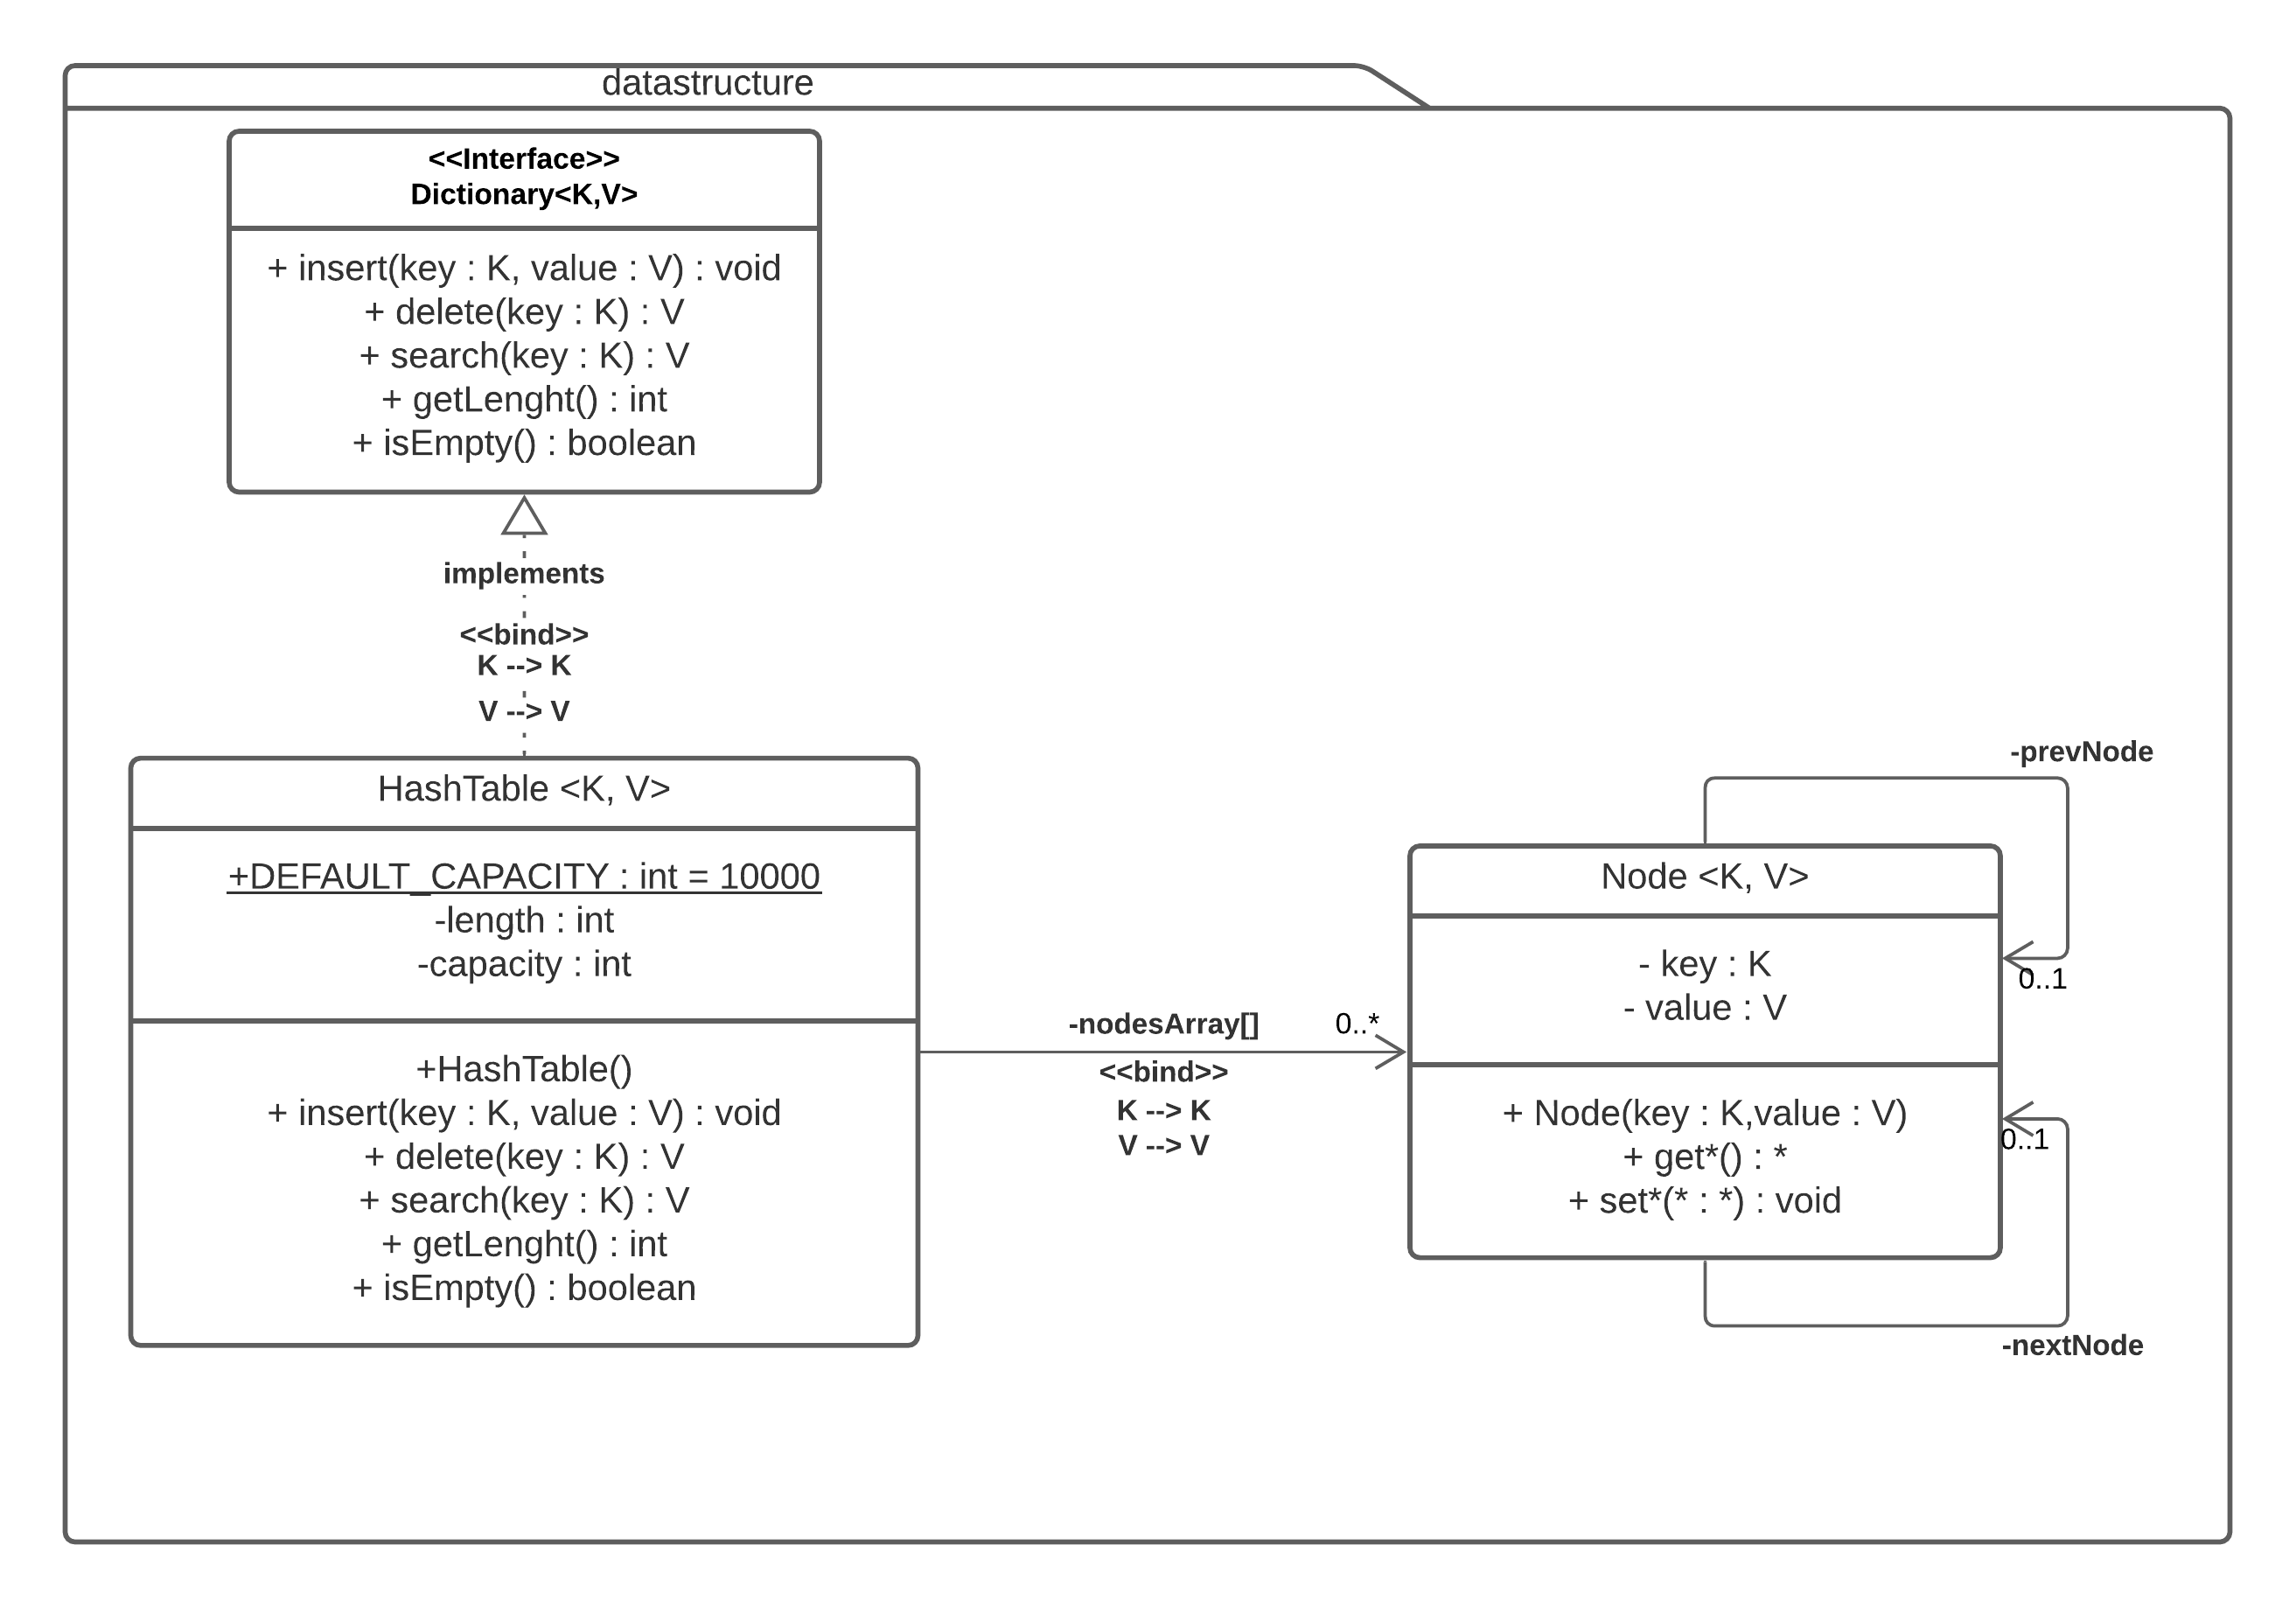 datastructure
<<Interface>>
Dictionary<K,V>
+ insert(key : K, value : V) : void
+ delete(key : K) : V
+ search(key : K) : V
+ getLenght() : int
+ isEmpty() : boolean
implements
<<bind>>
K --> K
V --> V
HashTable <K, V>
+DEFAULT_CAPACITY : int = 10000
-length : int
-capacity : int
+HashTable()
+ insert(key : K, value : V) : void
+ delete(key : K) : V
+ search(key : K) : V
+ getLenght() : int
+ isEmpty() : boolean
-nodesArray[]
0..*
<<bind>>
K --> K
V --> V
-prevNode
Node <K, V>
- key : K
- value : V
0..1
+ Node(key : K,value : V)
+ get*() : *
+ set*(* : *) : void
0..1
-nextNode